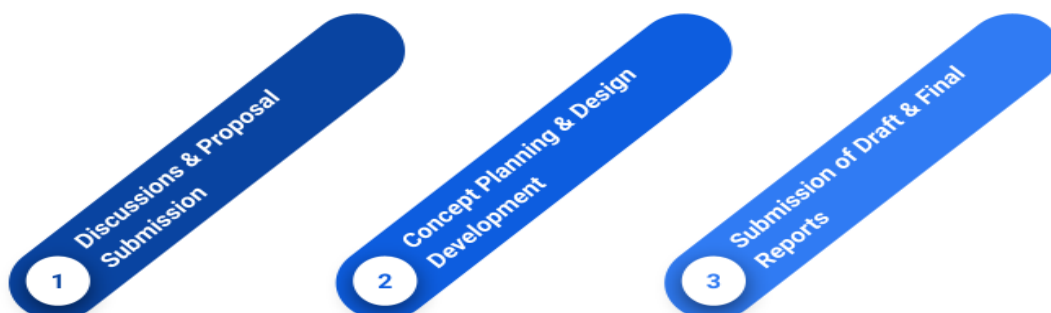 1
Discussions & Proposal
Submission
2
Concept Planning & Design
Development
3
Submission of Draft & Final
Reports